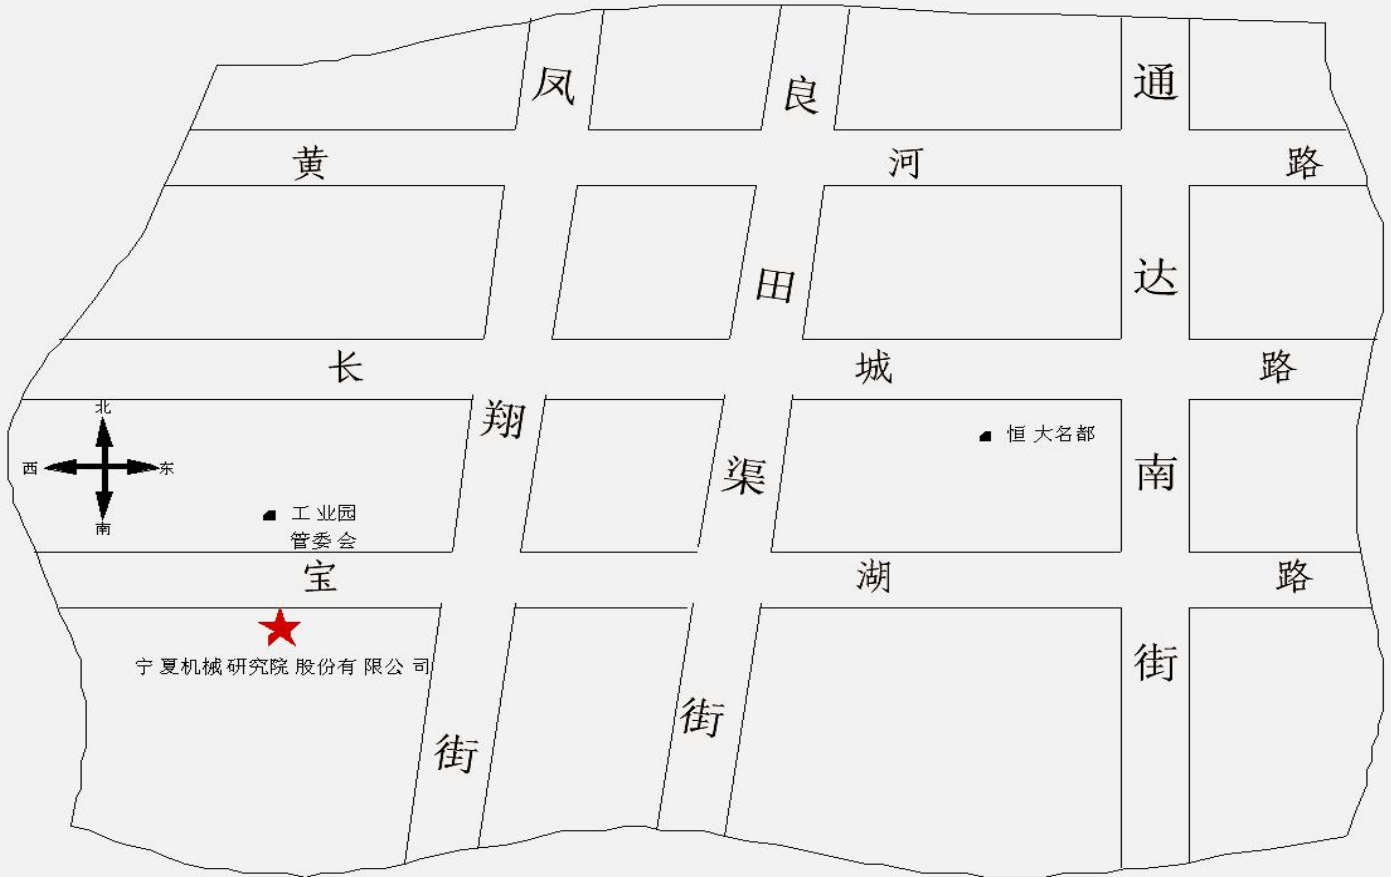 凤翔街
良田渠街
通达南街
黄河路
长城路
北
西
东
南
恒大名都
工业园
管委会
宝湖路
宁夏机械研究院股份有限公司